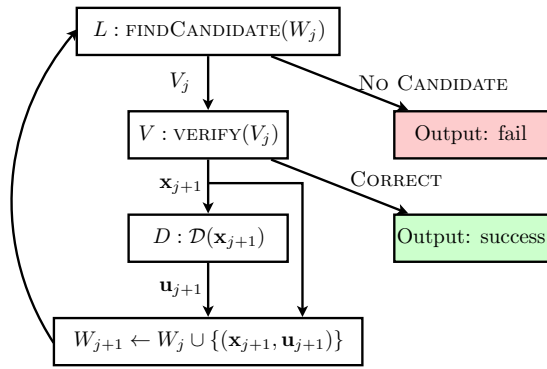 L : FINDCANDIDATE(W_j)
V_j
NO CANDIDATE
V : VERIFY(V_j)
Output: fail
x_{j+1}
CORRECT
D : 𝒟(x_{j+1})
Output: success
u_{j+1}
W_{j+1} ← W_j ∪ {(x_{j+1}, u_{j+1})}